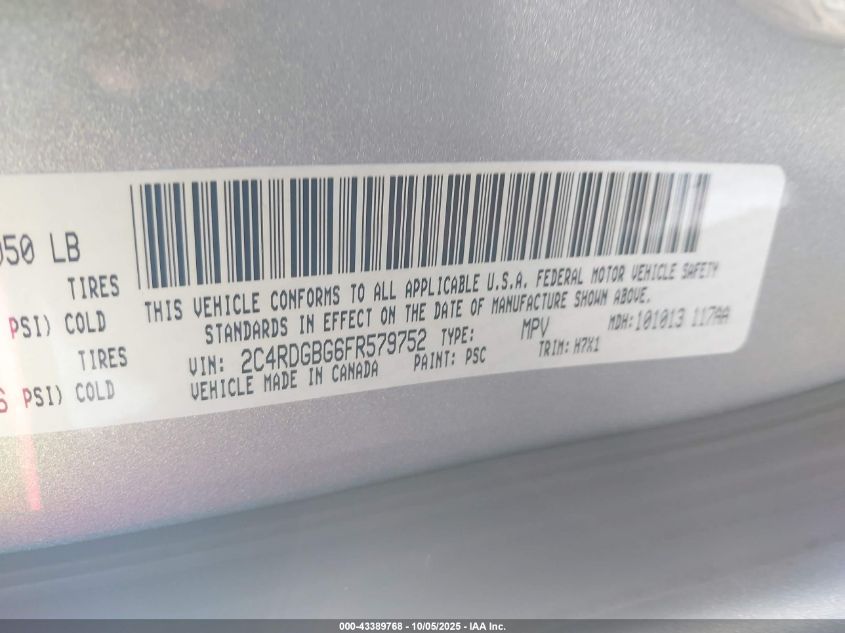 050 LB
TIRES
PSI) COLD
TIRES
6 PSI) COLD
THIS VEHICLE CONFORMS TO ALL APPLICABLE U.S.A. FEDERAL MOTOR VEHICLE SAFETY
STANDARDS IN EFFECT ON THE DATE OF MANUFACTURE SHOWN ABOVE.
VIN: 2C4RDGBG6FR579752 TYPE: MPV MDH: 101013 117AA
VEHICLE MADE IN CANADA PAINT: PSC TRIM: H7X1
000-43389768 - 10/05/2025 - IAA Inc.